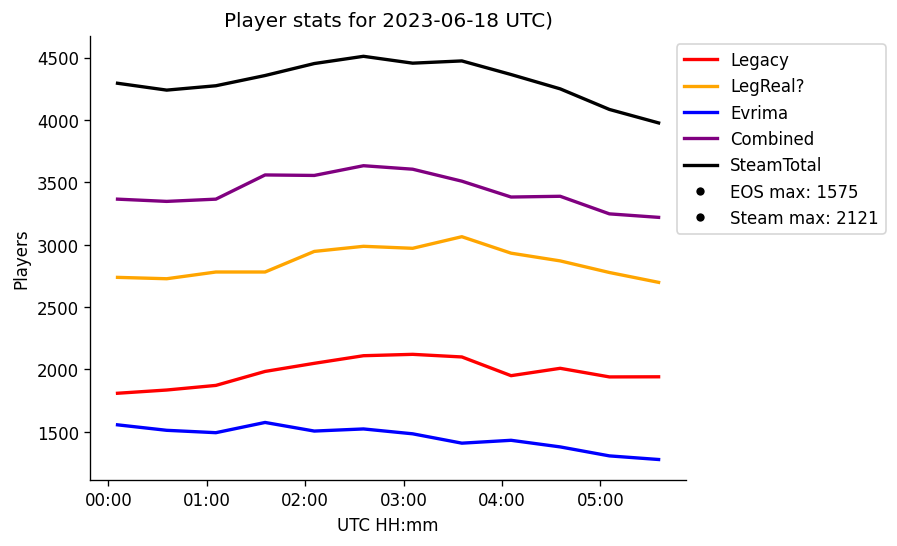 Player stats for 2023-06-18 UTC)
Players
4500
4000
3500
3000
2500
2000
1500
00:00 01:00 02:00 03:00 04:00 05:00
UTC HH:mm
Legacy
LegReal?
Evrima
Combined
SteamTotal
EOS max: 1575
Steam max: 2121